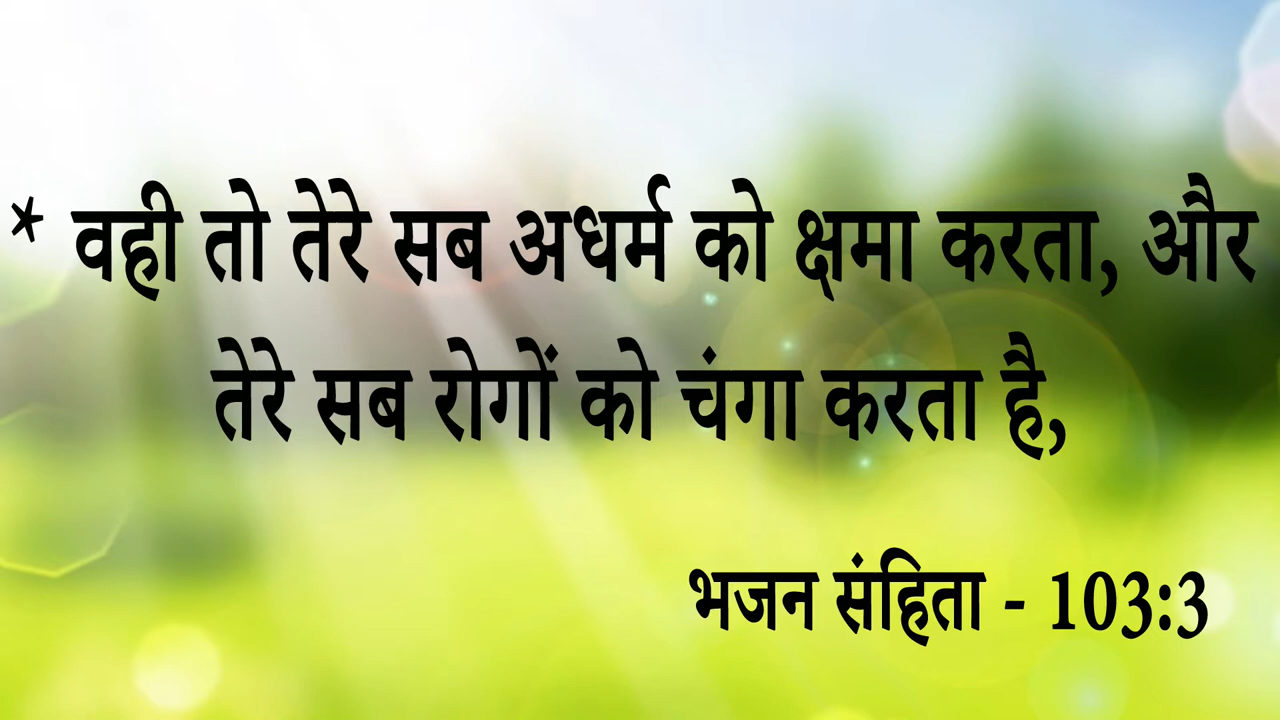 * वही तो तेरे सब अधर्म को क्षमा करता, और
तेरे सब रोगों को चंगा करता है,
भजन संहिता - 103:3